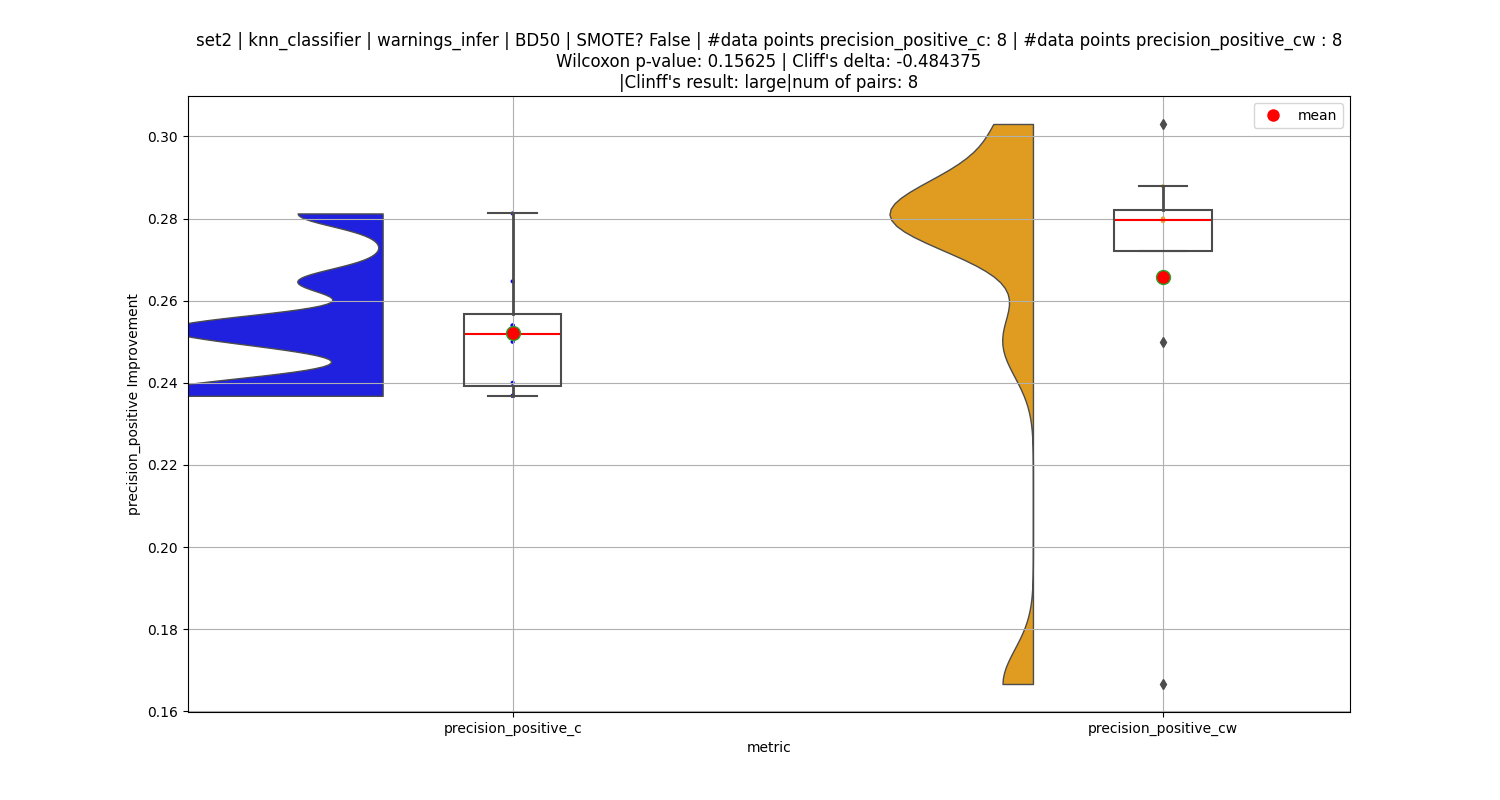 set2 | knn_classifier | warnings_infer | BD50 | SMOTE? False | #data points precision_positive_c: 8 | #data points precision_positive_cw : 8
Wilcoxon p-value: 0.15625 | Cliff's delta: -0.484375
|Clinff's result: large|num of pairs: 8
mean
precision_positive Improvement
0.30
0.28
0.26
0.24
0.22
0.20
0.18
0.16
precision_positive_c
precision_positive_cw
metric